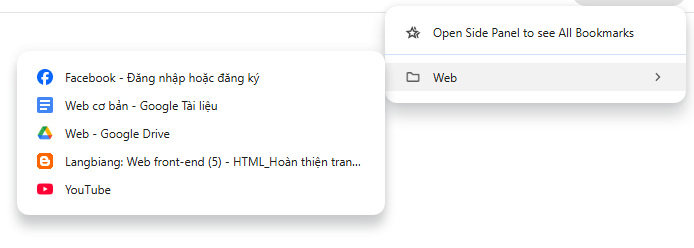 Open Side Panel to see All Bookmarks
Web
Facebook - Đăng nhập hoặc đăng ký
Web cơ bản - Google Tài liệu
Web - Google Drive
Langbiang: Web front-end (5) - HTML_Hoàn thiện tran...
YouTube